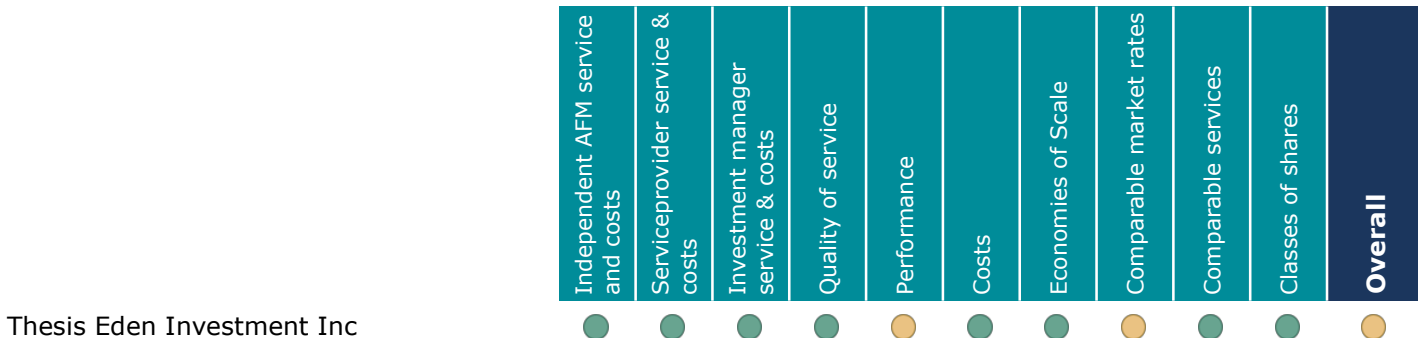 Independent AFM service
and costs
Serviceprovider service &
costs
Investment manager
service & costs
Quality of service
Performance
Costs
Economies of Scale
Comparable market rates
Comparable services
Classes of shares
Overall
Thesis Eden Investment Inc